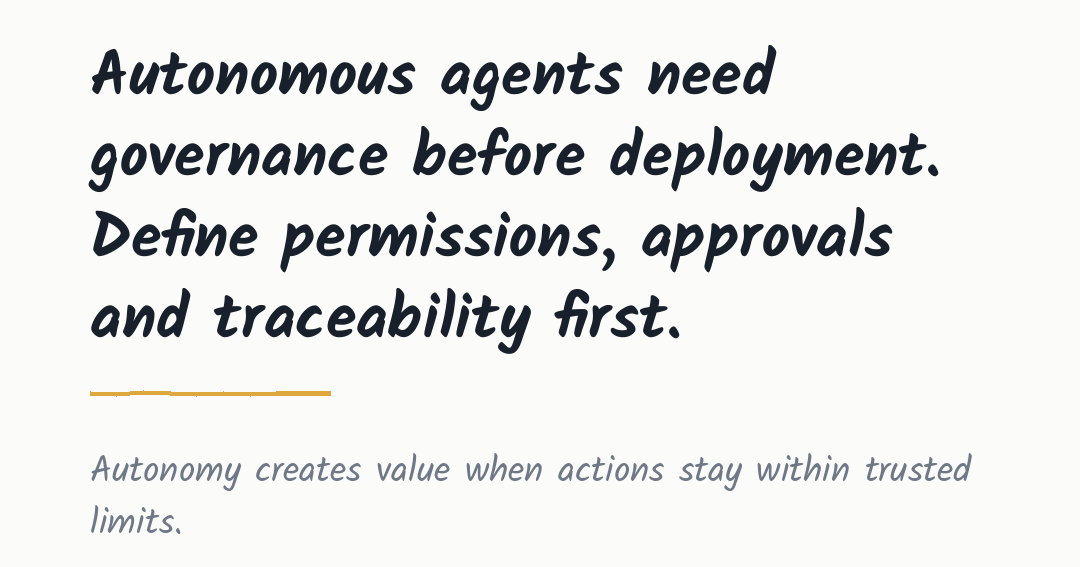 Autonomous agents need
governance before deployment.
Define permissions, approvals
and traceability first.
Autonomy creates value when actions stay within trusted
limits.